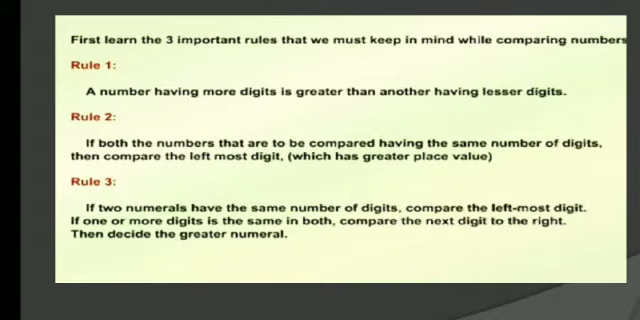 First learn the 3 important rules that we must keep in mind while comparing numbers
Rule 1:
A number having more digits is greater than another having lesser digits.
Rule 2:
If both the numbers that are to be compared having the same number of digits,
then compare the left most digit, (which has greater place value)
Rule 3:
If two numerals have the same number of digits, compare the left-most digit.
If one or more digits is the same in both, compare the next digit to the right.
Then decide the greater numeral.